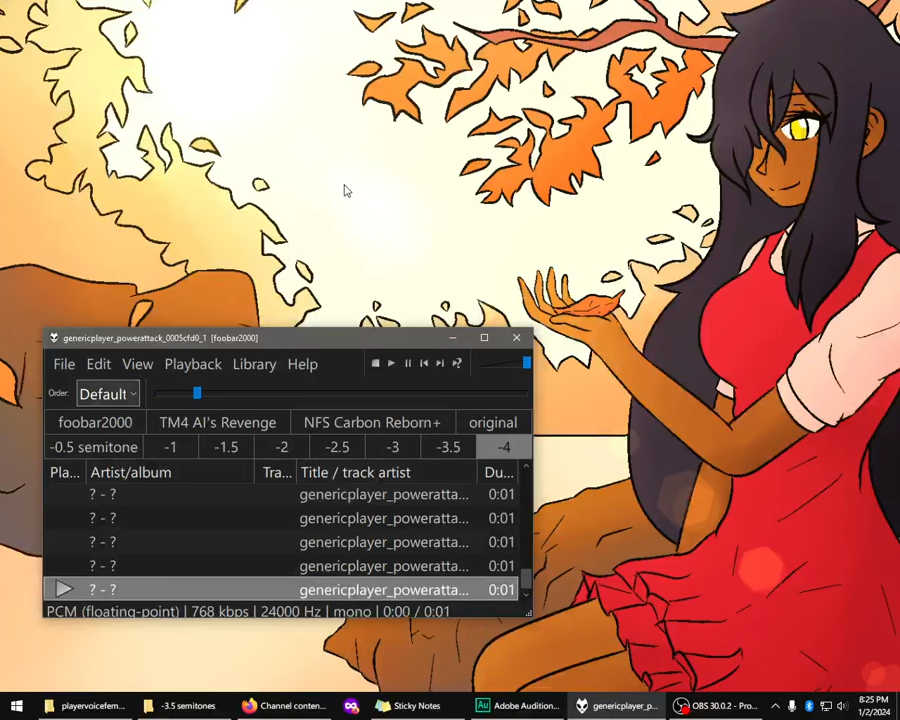 genericplayer_powerattack_0005cfd0_1 [foobar2000]
File Edit View Playback Library Help
Order: Default
foobar2000 TM4 AI's Revenge NFS Carbon Reborn+ original
-0.5 semitone -1 -1.5 -2 -2.5 -3 -3.5 -4
Pla... Artist/album Tra... Title / track artist Du...
? - ? genericplayer_poweratta... 0:01
? - ? genericplayer_poweratta... 0:01
? - ? genericplayer_poweratta... 0:01
? - ? genericplayer_poweratta... 0:01
? - ? genericplayer_poweratta... 0:01
PCM (floating-point) | 768 kbps | 24000 Hz | mono | 0:00 / 0:01
playervoicefem... -3.5 semitones Channel conten... Sticky Notes Au Adobe Audition... genericplayer_p... OBS 30.0.2 - Pro...
8:25 PM
1/2/2024